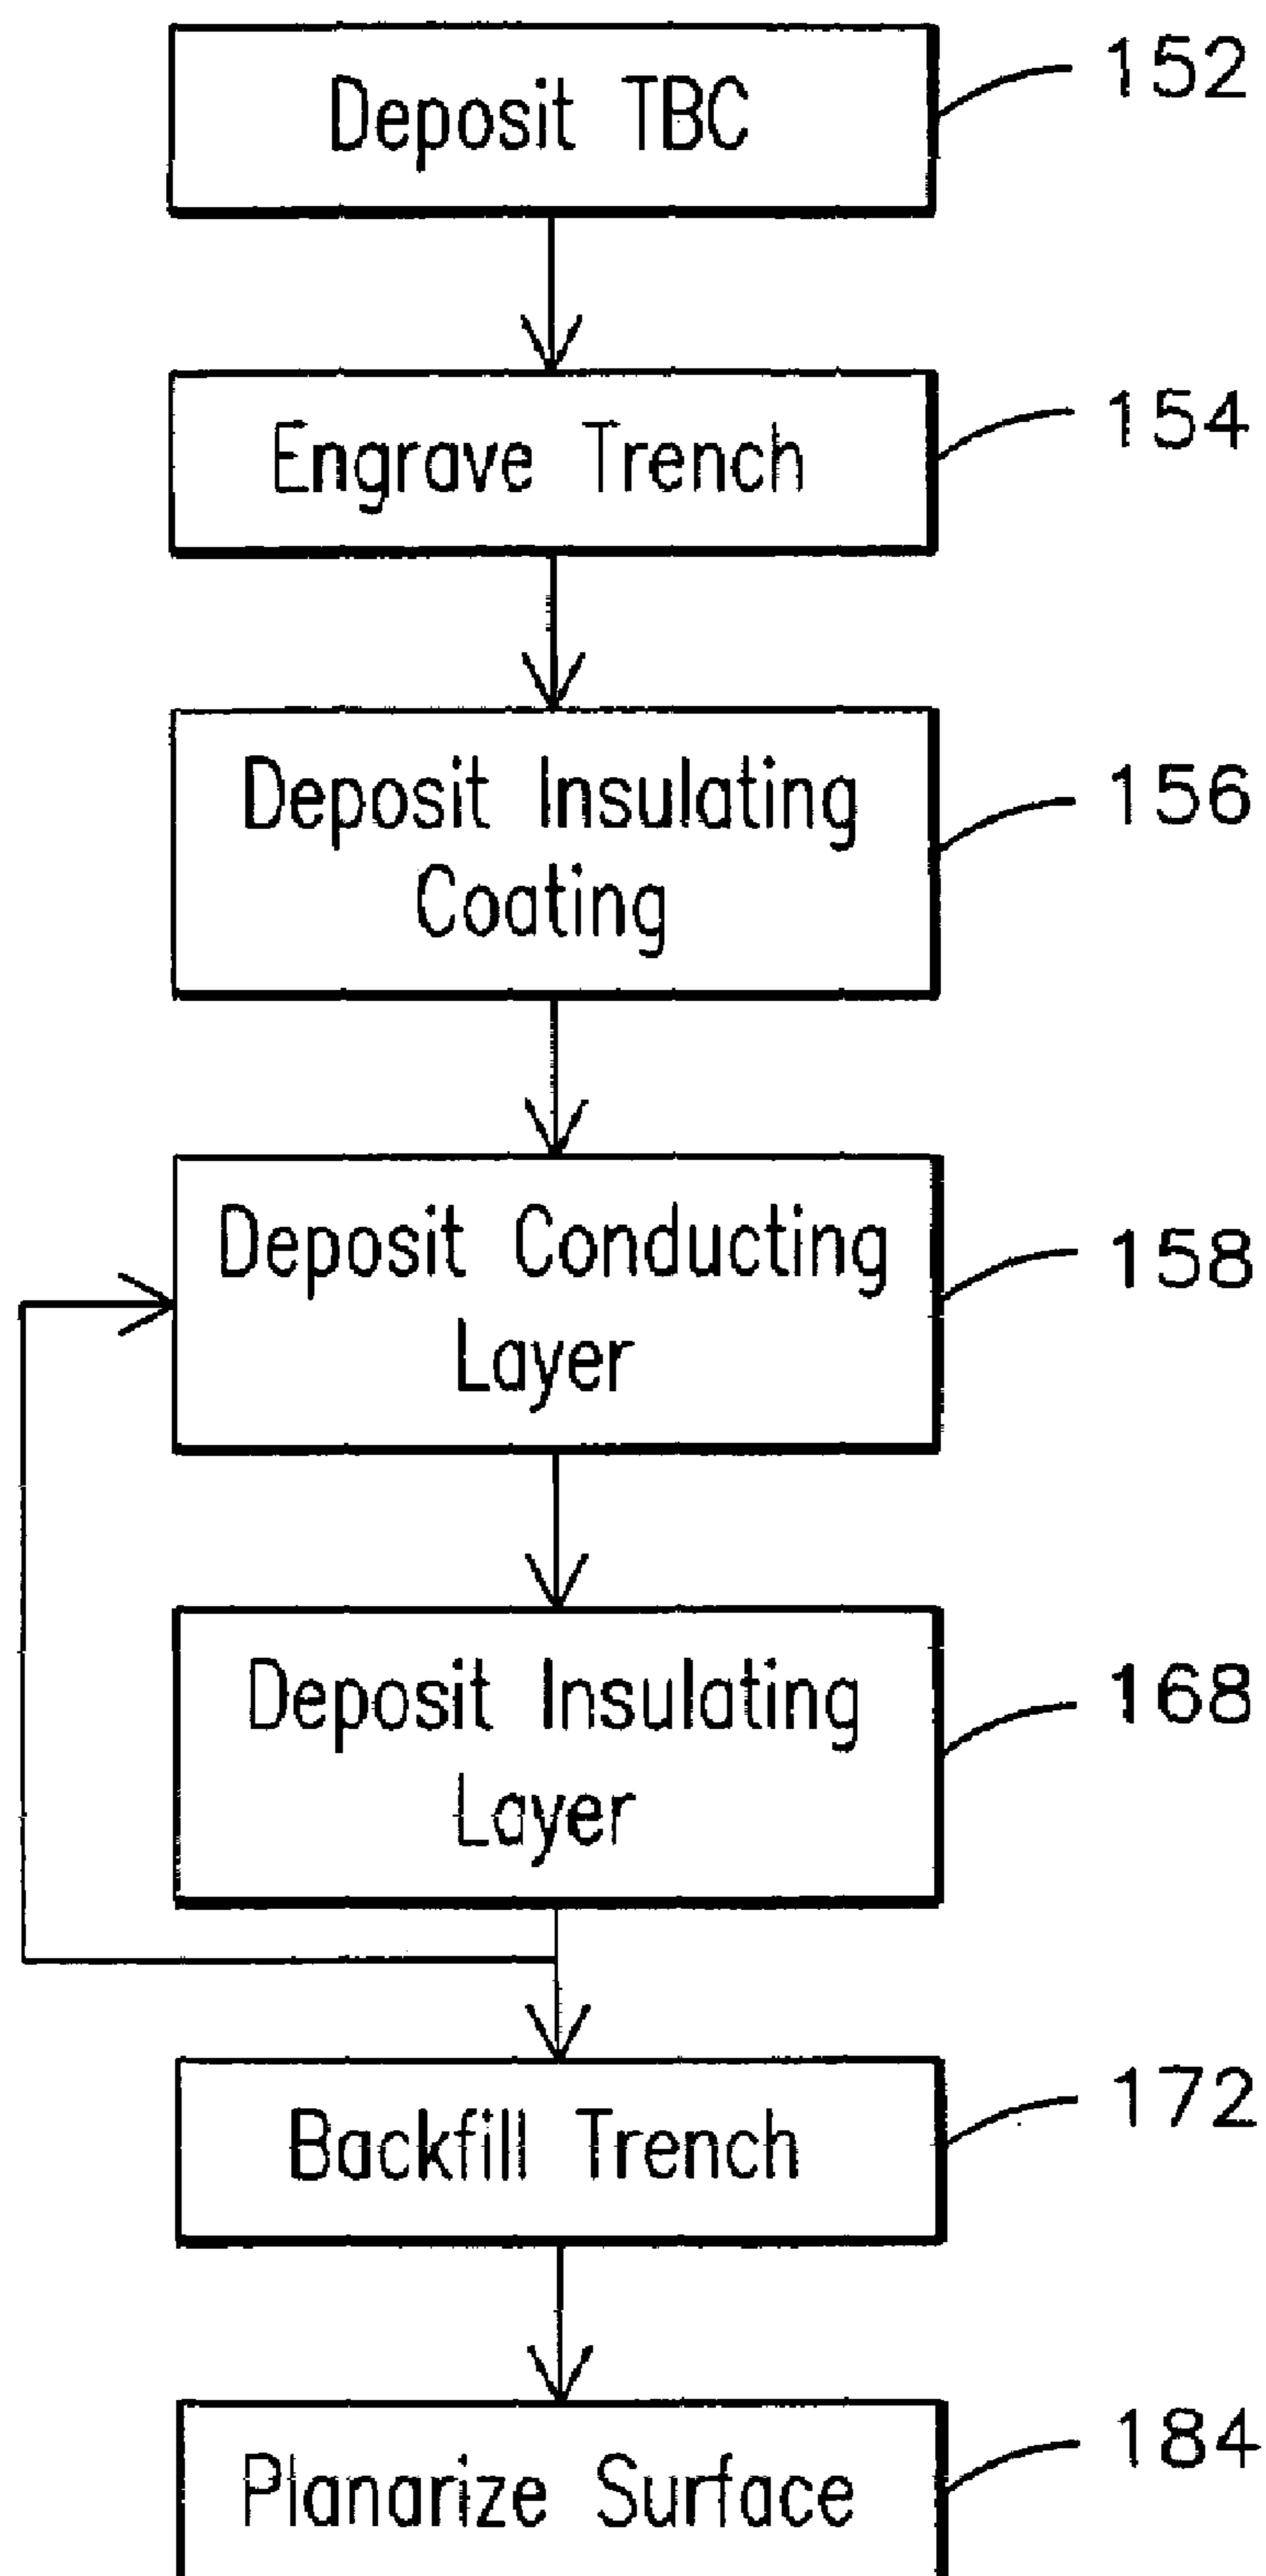 Deposit TBC
152
Engrave Trench
154
Deposit Insulating
Coating
156
Deposit Conducting
Layer
158
Deposit Insulating
Layer
168
Backfill Trench
172
Planarize Surface
184